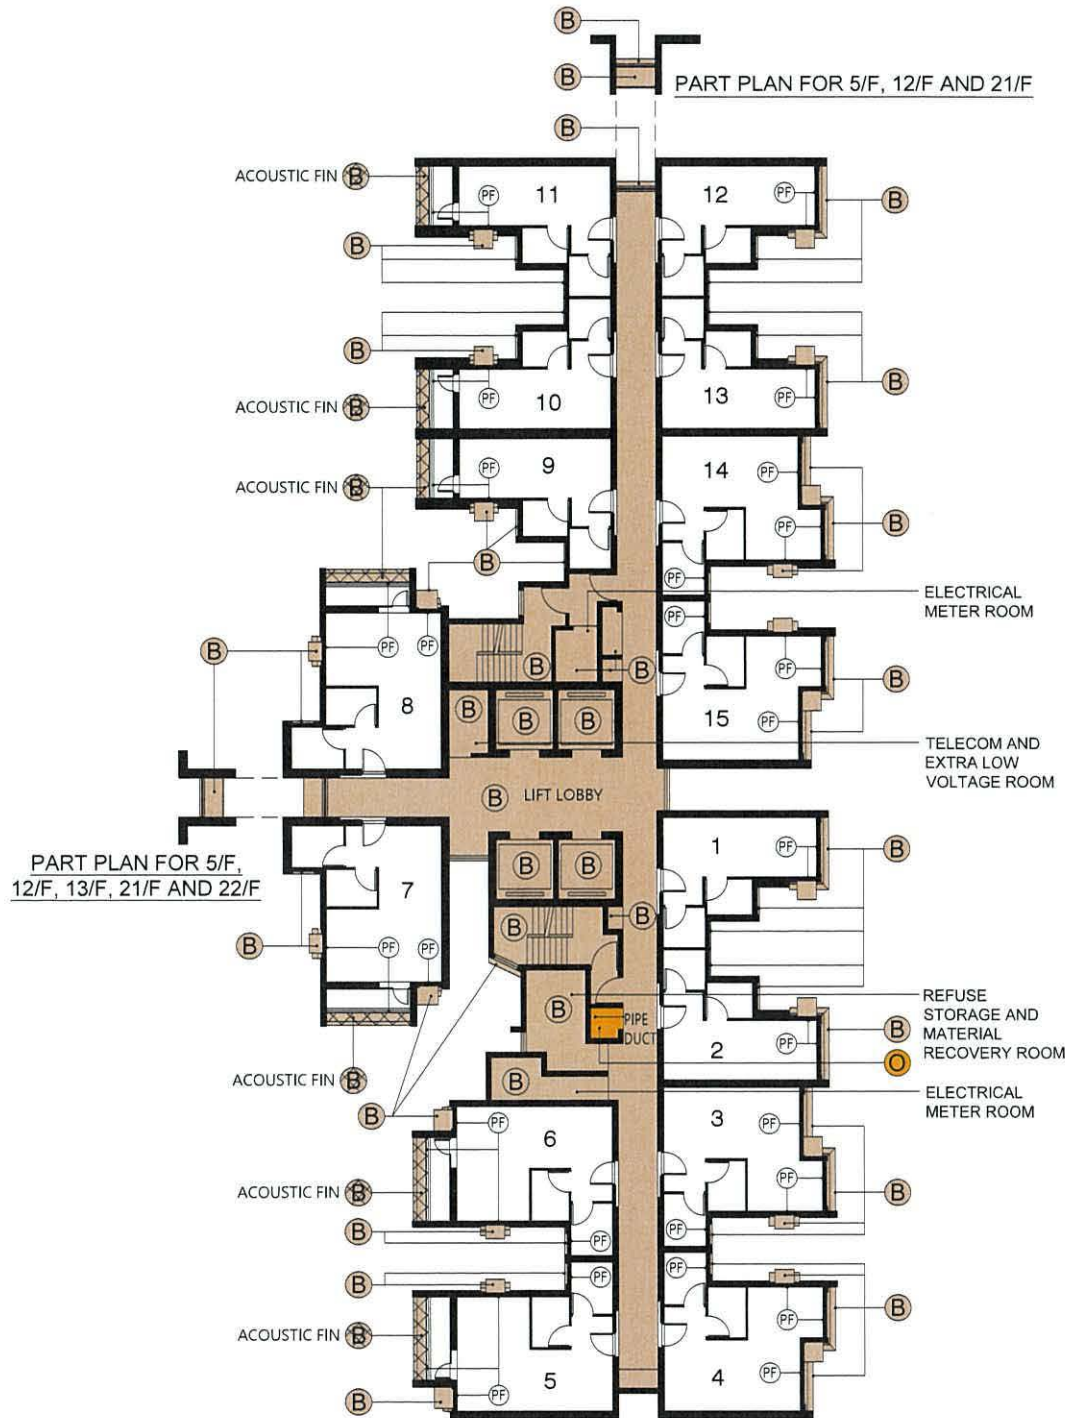 B
B
PART PLAN FOR 5/F, 12/F AND 21/F
B
ACOUSTIC FIN B
PF
11
12
PF
B
B
B
PF
10
13
PF
B
ACOUSTIC FIN B
PF
9
14
PF
ACOUSTIC FIN B
PF
B
B
PF
ELECTRICAL
METER ROOM
PF
B
PF
PF
B
B
PF
B
8
B
B
B
15
PF
TELECOM AND
EXTRA LOW
VOLTAGE ROOM
B
LIFT LOBBY
PART PLAN FOR 5/F,
12/F, 13/F, 21/F AND 22/F
1
PF
B
B
B
7
B
B
B
PF
PF
B
REFUSE
STORAGE AND
MATERIAL
RECOVERY ROOM
B
PIPE
DUCT
2
PF
B
O
ACOUSTIC FIN B
B
ELECTRICAL
METER ROOM
B
PF
6
3
PF
ACOUSTIC FIN B
PF
B
B
PF
PF
B
PF
PF
PF
B
ACOUSTIC FIN B
5
4
PF
B
PF